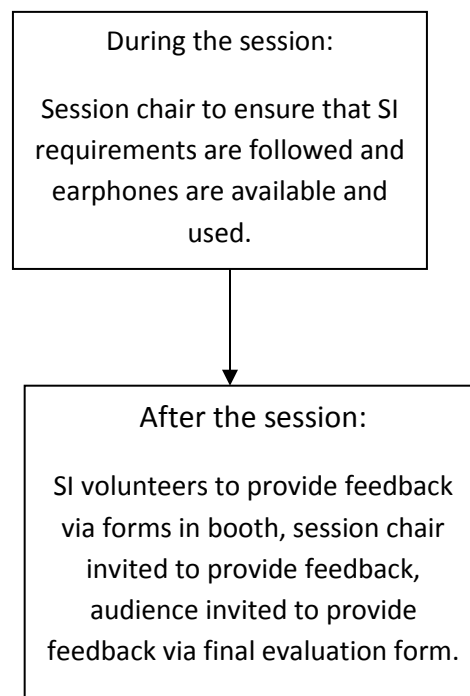 During the session:
Session chair to ensure that SI
requirements are followed and
earphones are available and
used.
After the session:
SI volunteers to provide feedback
via forms in booth, session chair
invited to provide feedback,
audience invited to provide
feedback via final evaluation form.